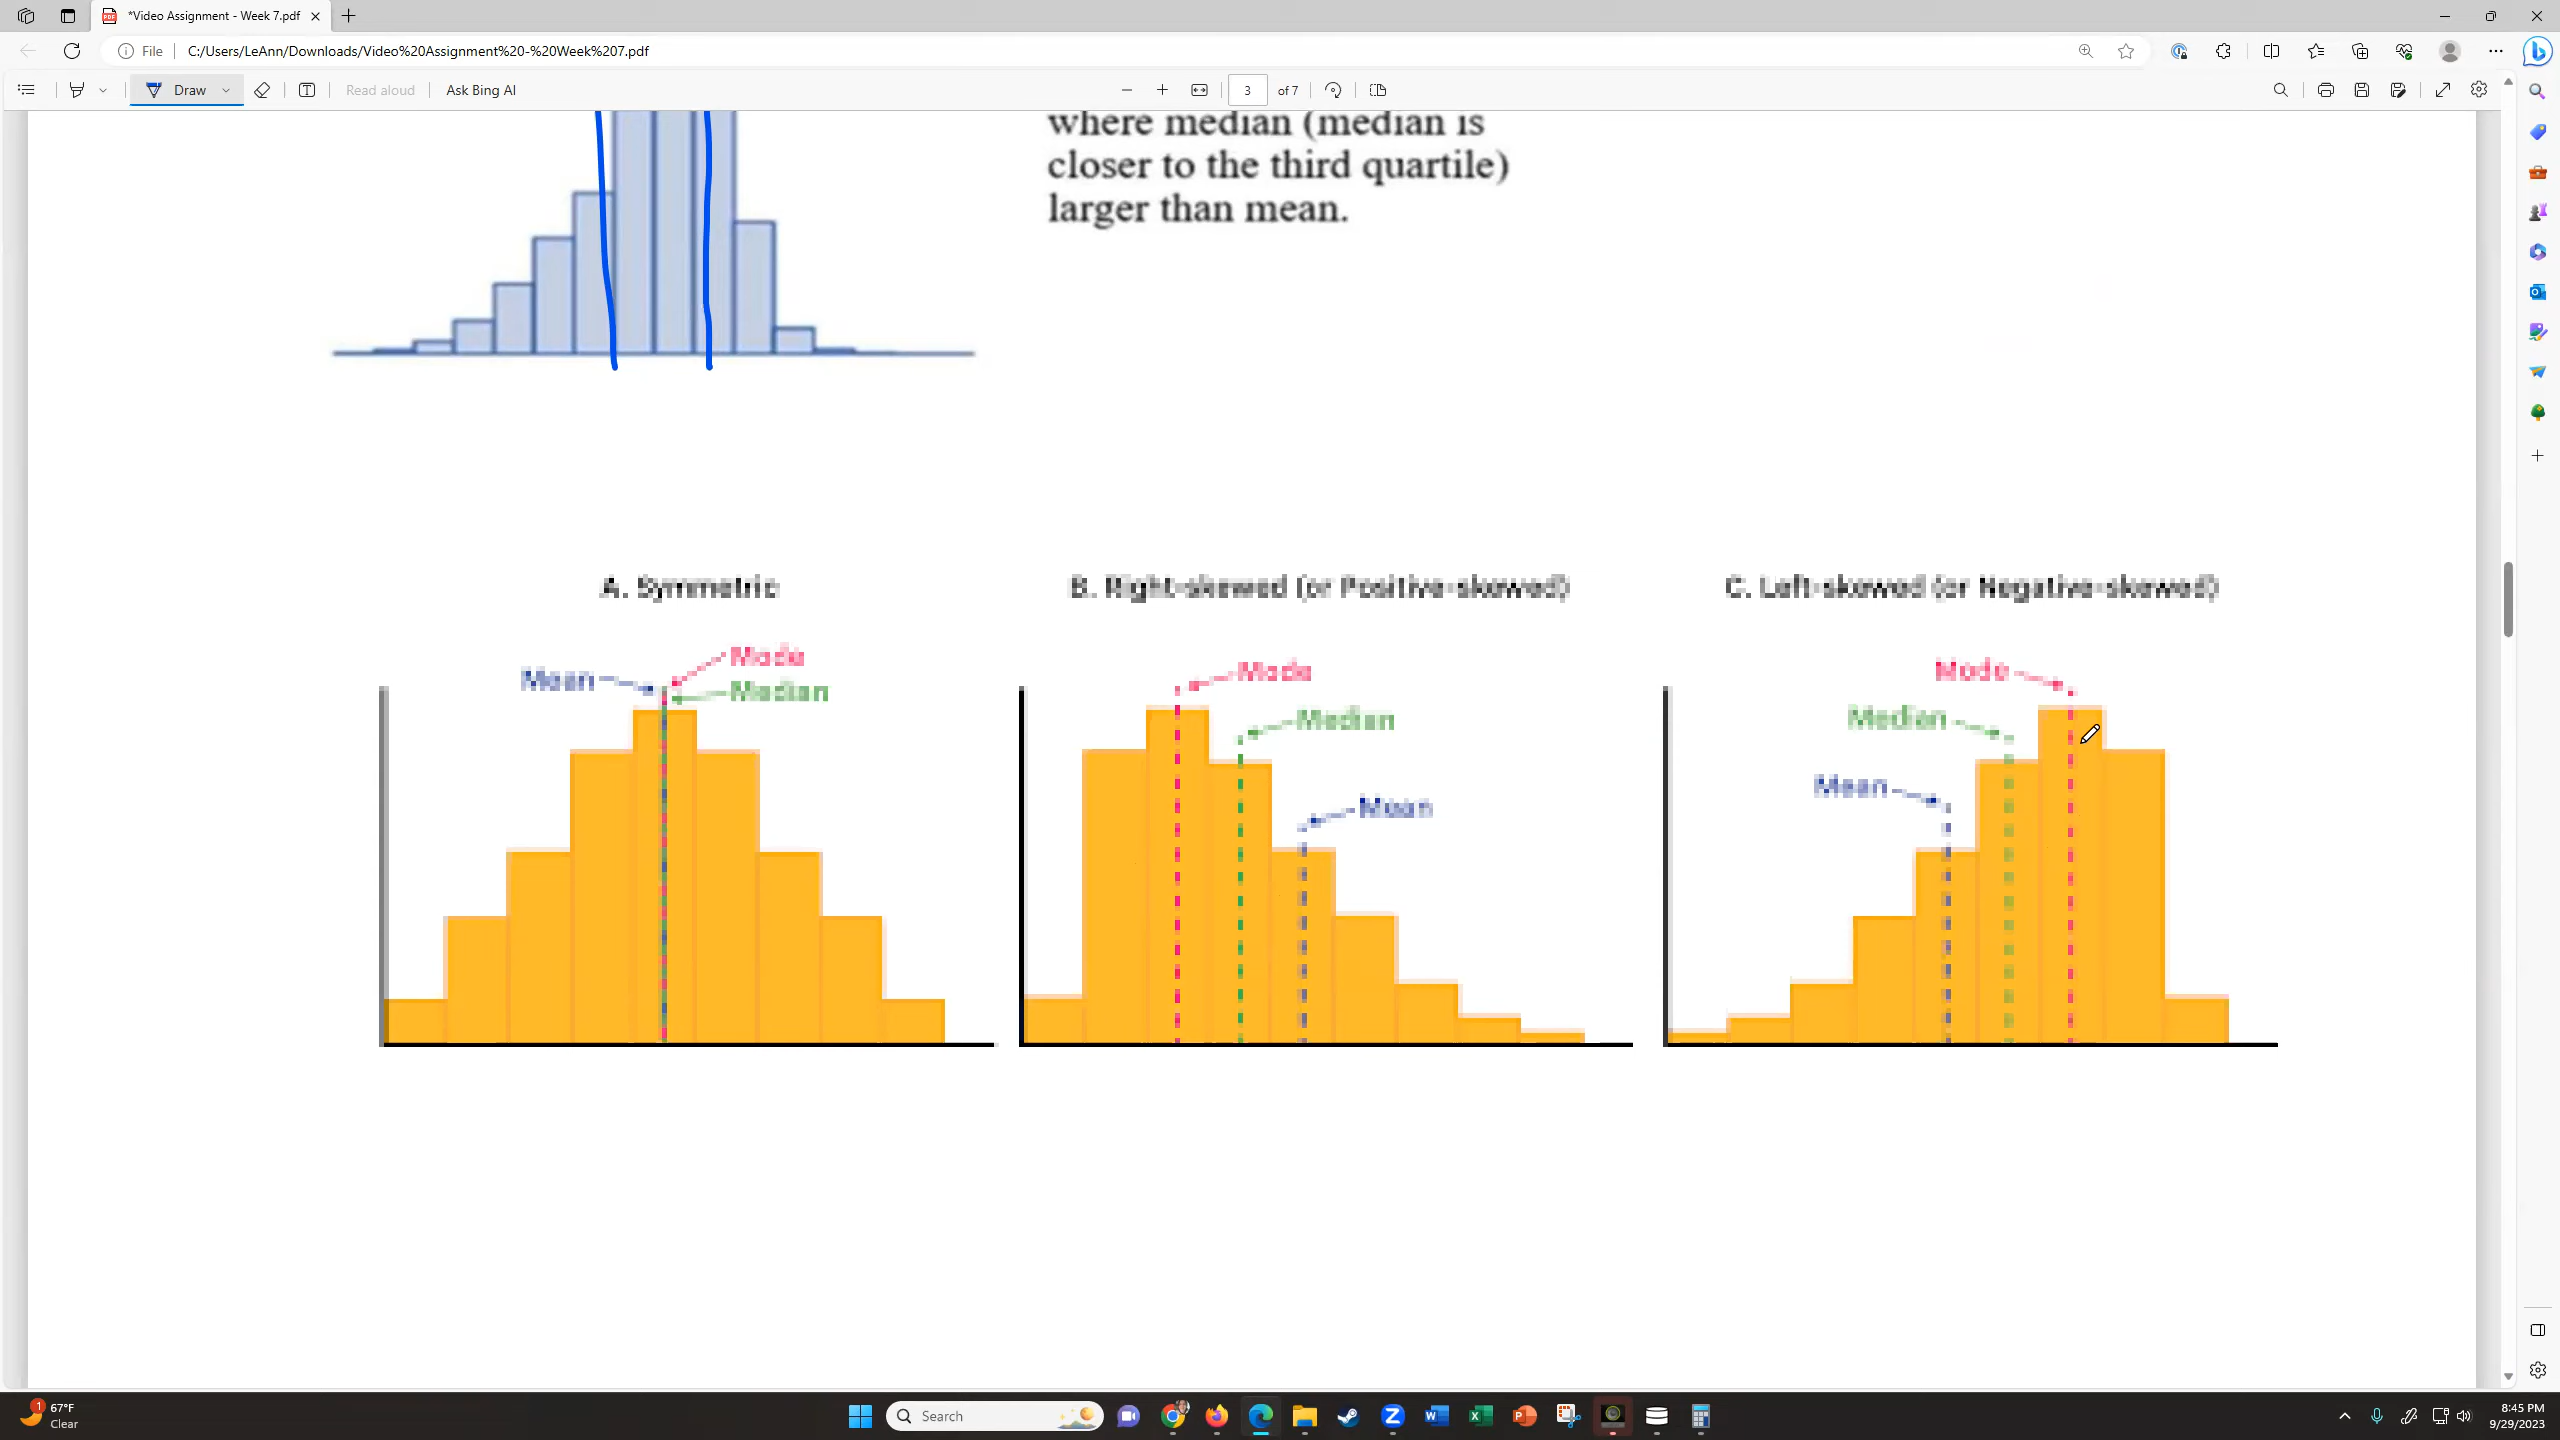 *Video Assignment - Week 7.pdf
File
C:/Users/LeAnn/Downloads/Video%20Assignment%20-%20Week%207.pdf
Draw
Read aloud
Ask Bing AI
3
of 7
where median (median is
closer to the third quartile)
larger than mean.
A. Symmetric
B. Right-skewed (or Positive-skewed)
C. Left-skewed (or Negative-skewed)
Mean
Mode
Median
Mode
Median
Mean
Mode
Median
Mean
1
67°F
Clear
Search
8:45 PM
9/29/2023